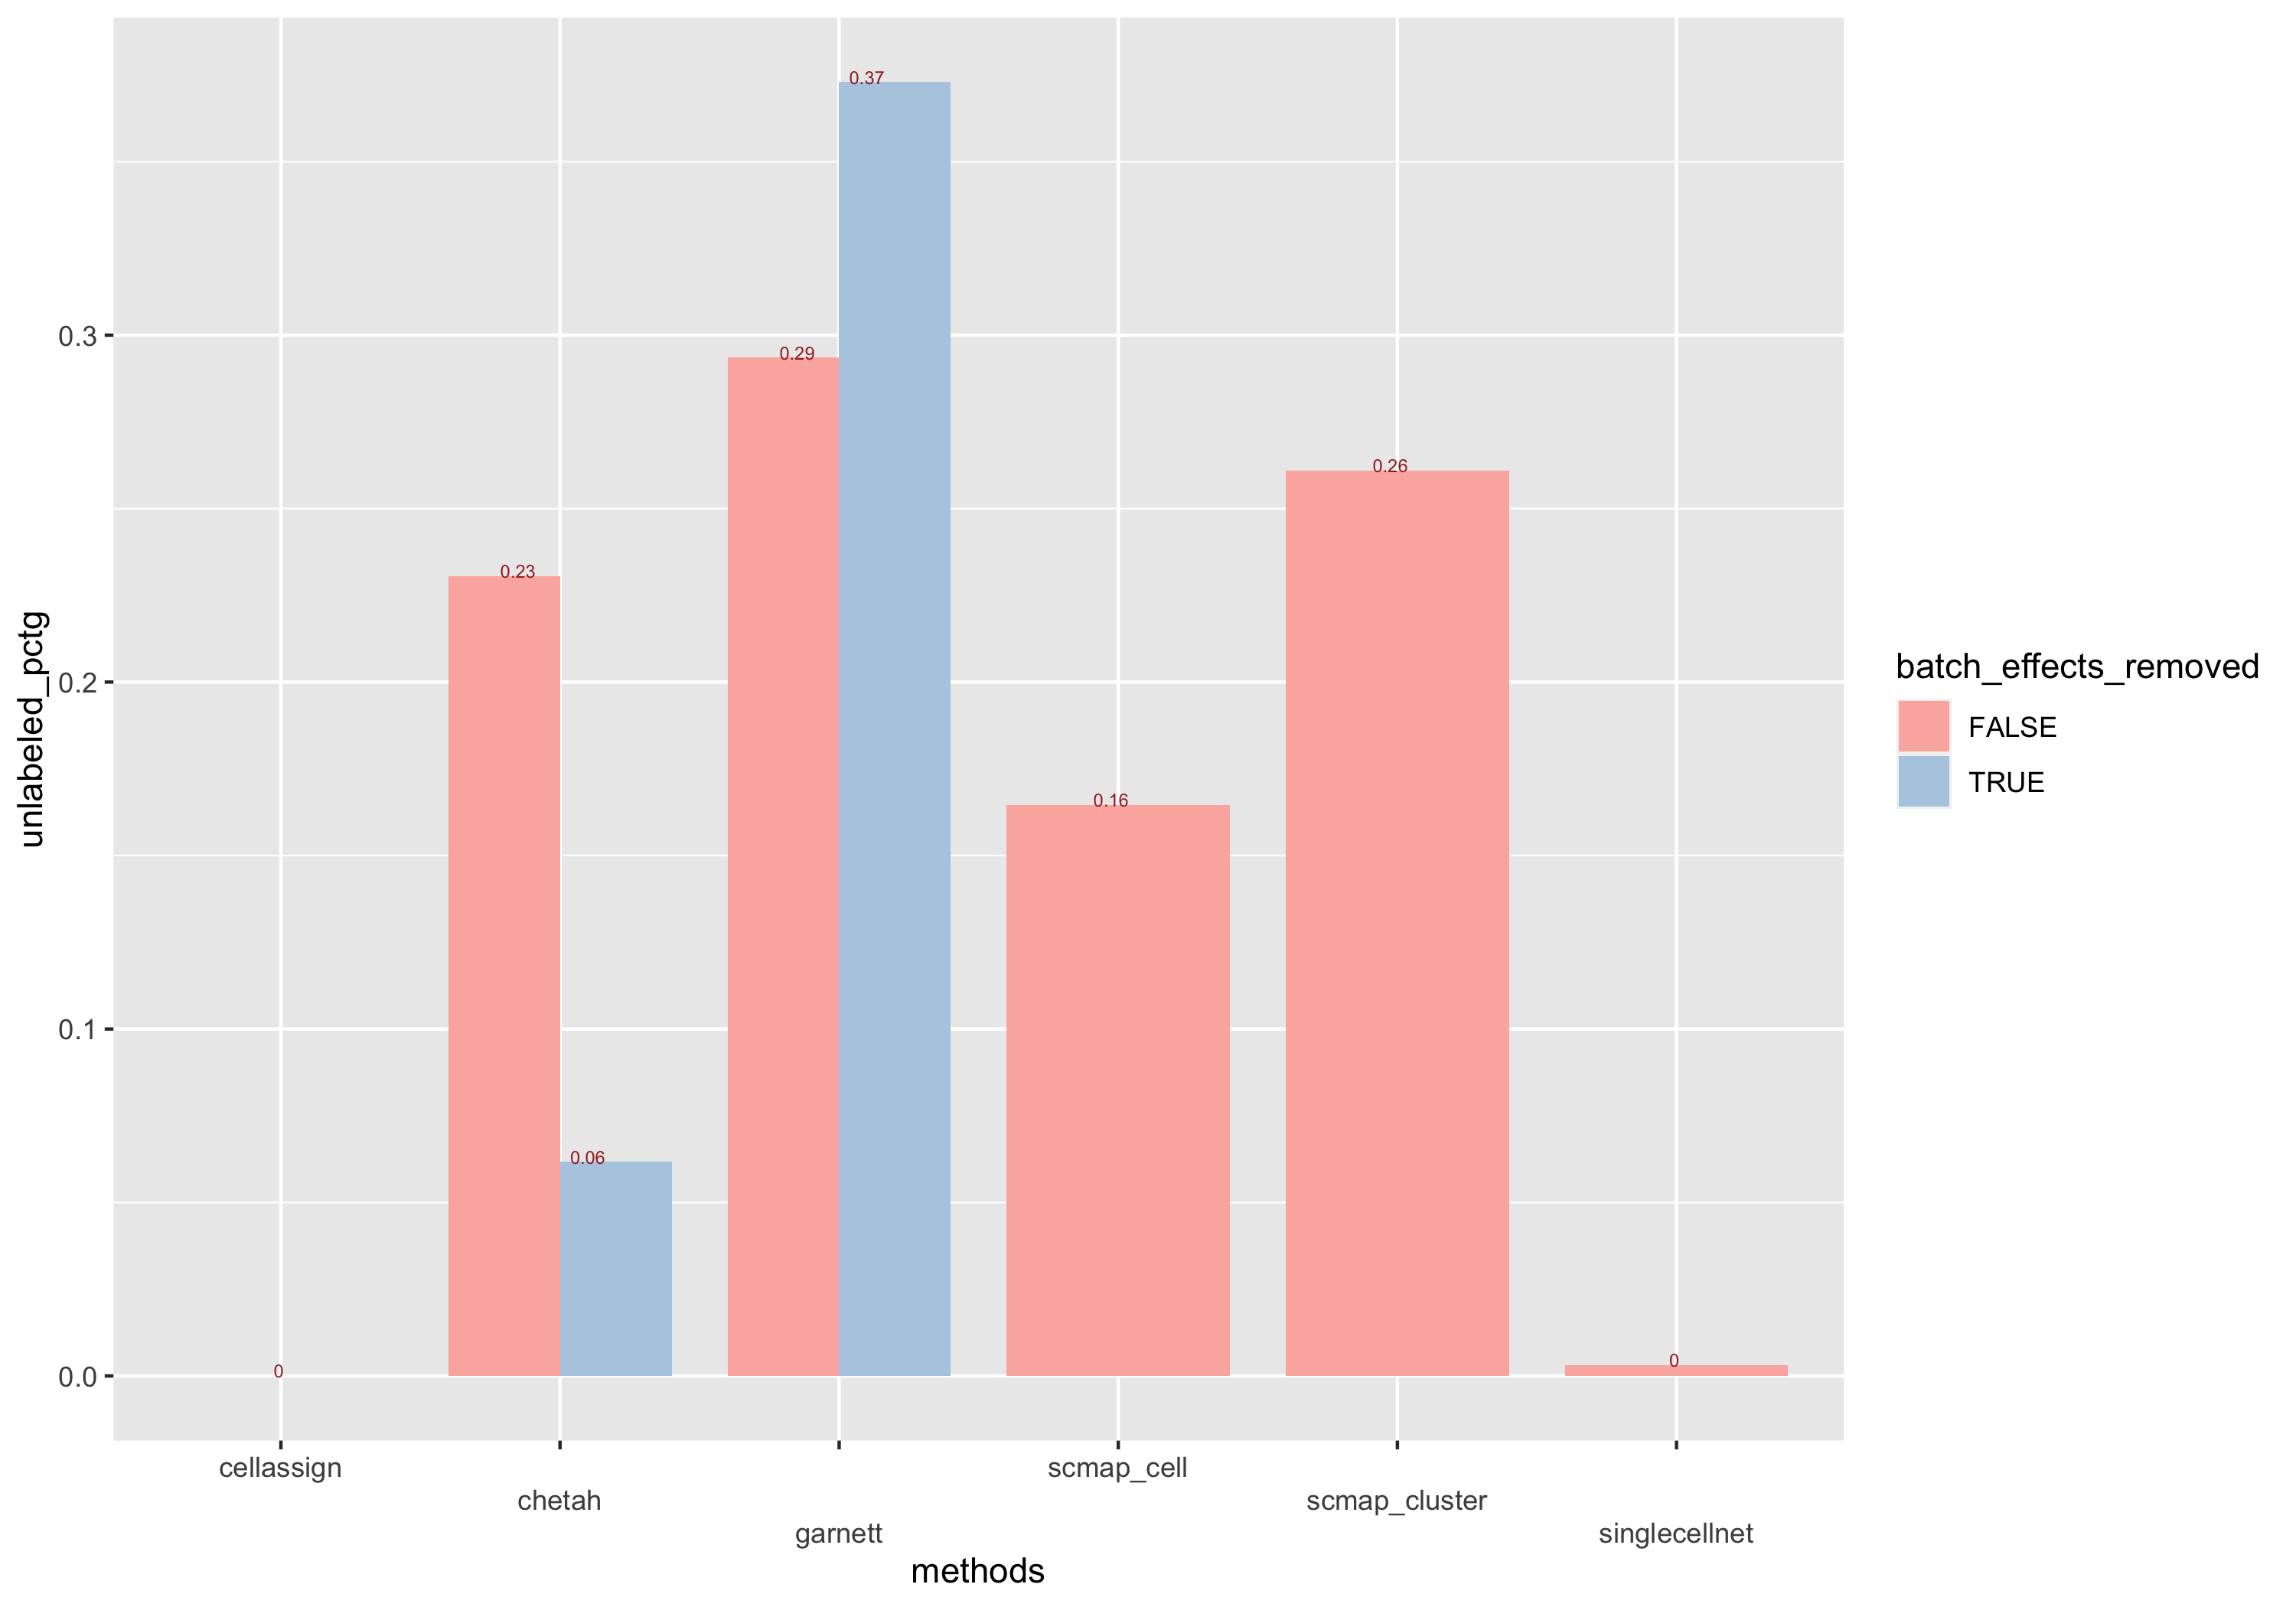 0.37
0.3
0.29
0.26
0.23
0.2
0.16
0.1
0.06
0
0
0.0
unlabeled_pctg
cellassign
chetah
garnett
scmap_cell
scmap_cluster
singlecellnet
methods
batch_effects_removed
FALSE
TRUE